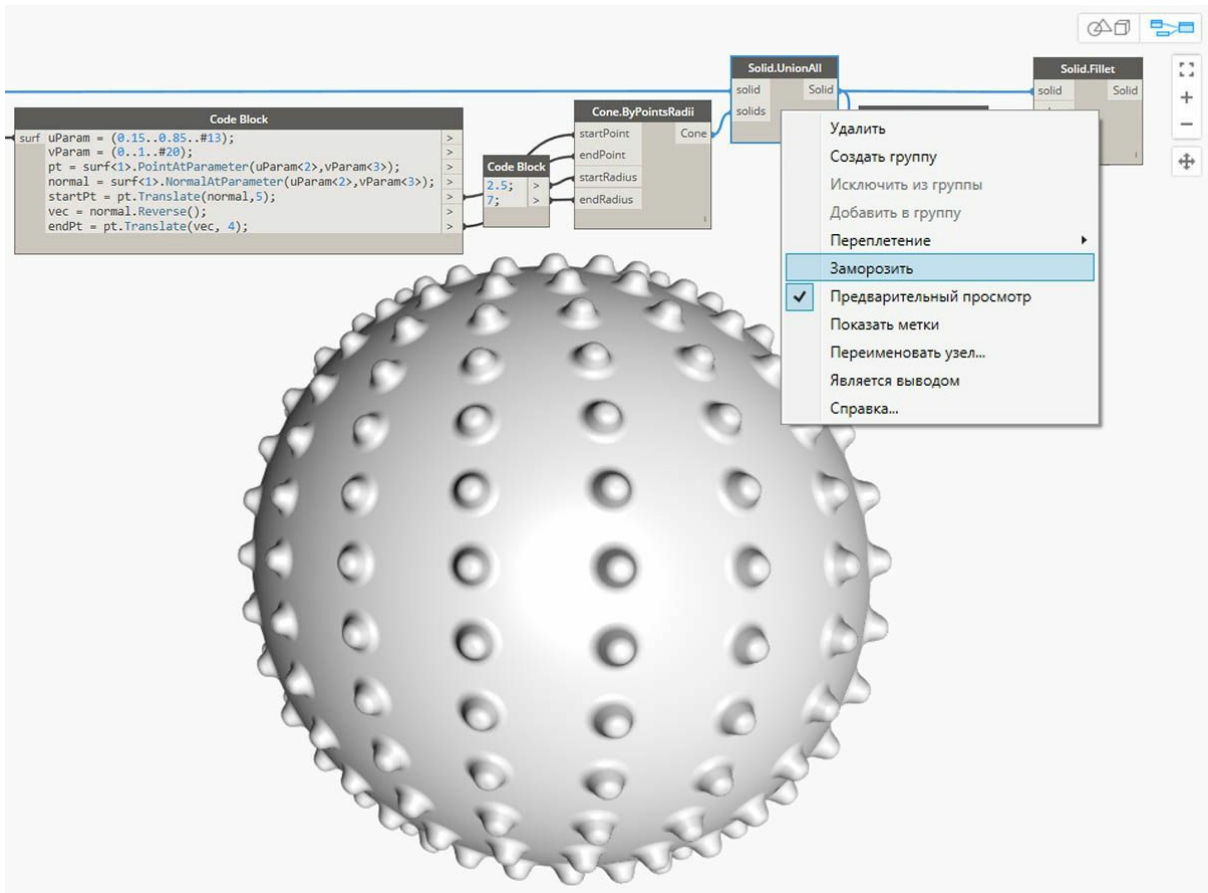 Solid.UnionAll
solid Solid
solids
Solid.Fillet
solid Solid
Code Block
surf uParam = (0.15..0.85..#13); >
vParam = (0..1..#20); >
pt = surf<1>.PointAtParameter(uParam<2>,vParam<3>); >
normal = surf<1>.NormalAtParameter(uParam<2>,vParam<3>); >
startPt = pt.Translate(normal,5); >
vec = normal.Reverse(); >
endPt = pt.Translate(vec, 4); >
Code Block
2.5; >
7; >
Cone.ByPointsRadii
startPoint Cone
endPoint
startRadius
endRadius
Удалить
Создать группу
Исключить из группы
Добавить в группу
Переплетение
Заморозить
Предварительный просмотр
Показать метки
Переименовать узел...
Является выводом
Справка...